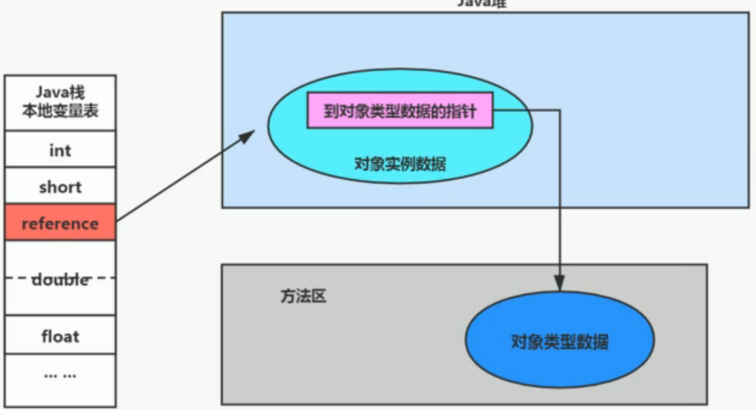 Java堆
Java栈
本地变量表
int
short
reference
double
float
... ...
到对象类型数据的指针
对象实例数据
方法区
对象类型数据